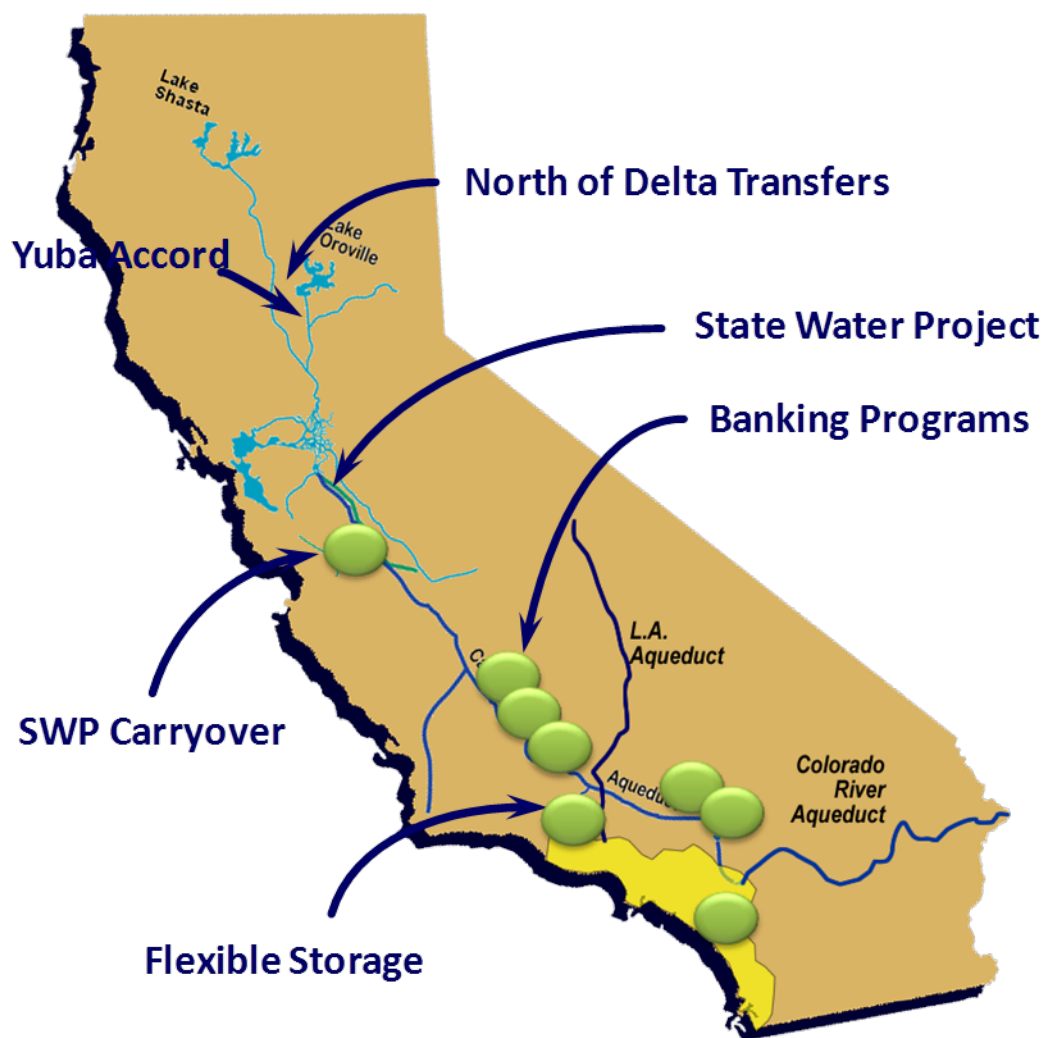 Lake
Shasta
North of Delta Transfers
Lake
Oroville
Yuba Accord
State Water Project
Banking Programs
L.A.
Aqueduct
SWP Carryover
Colorado
River
Aqueduct
Flexible Storage